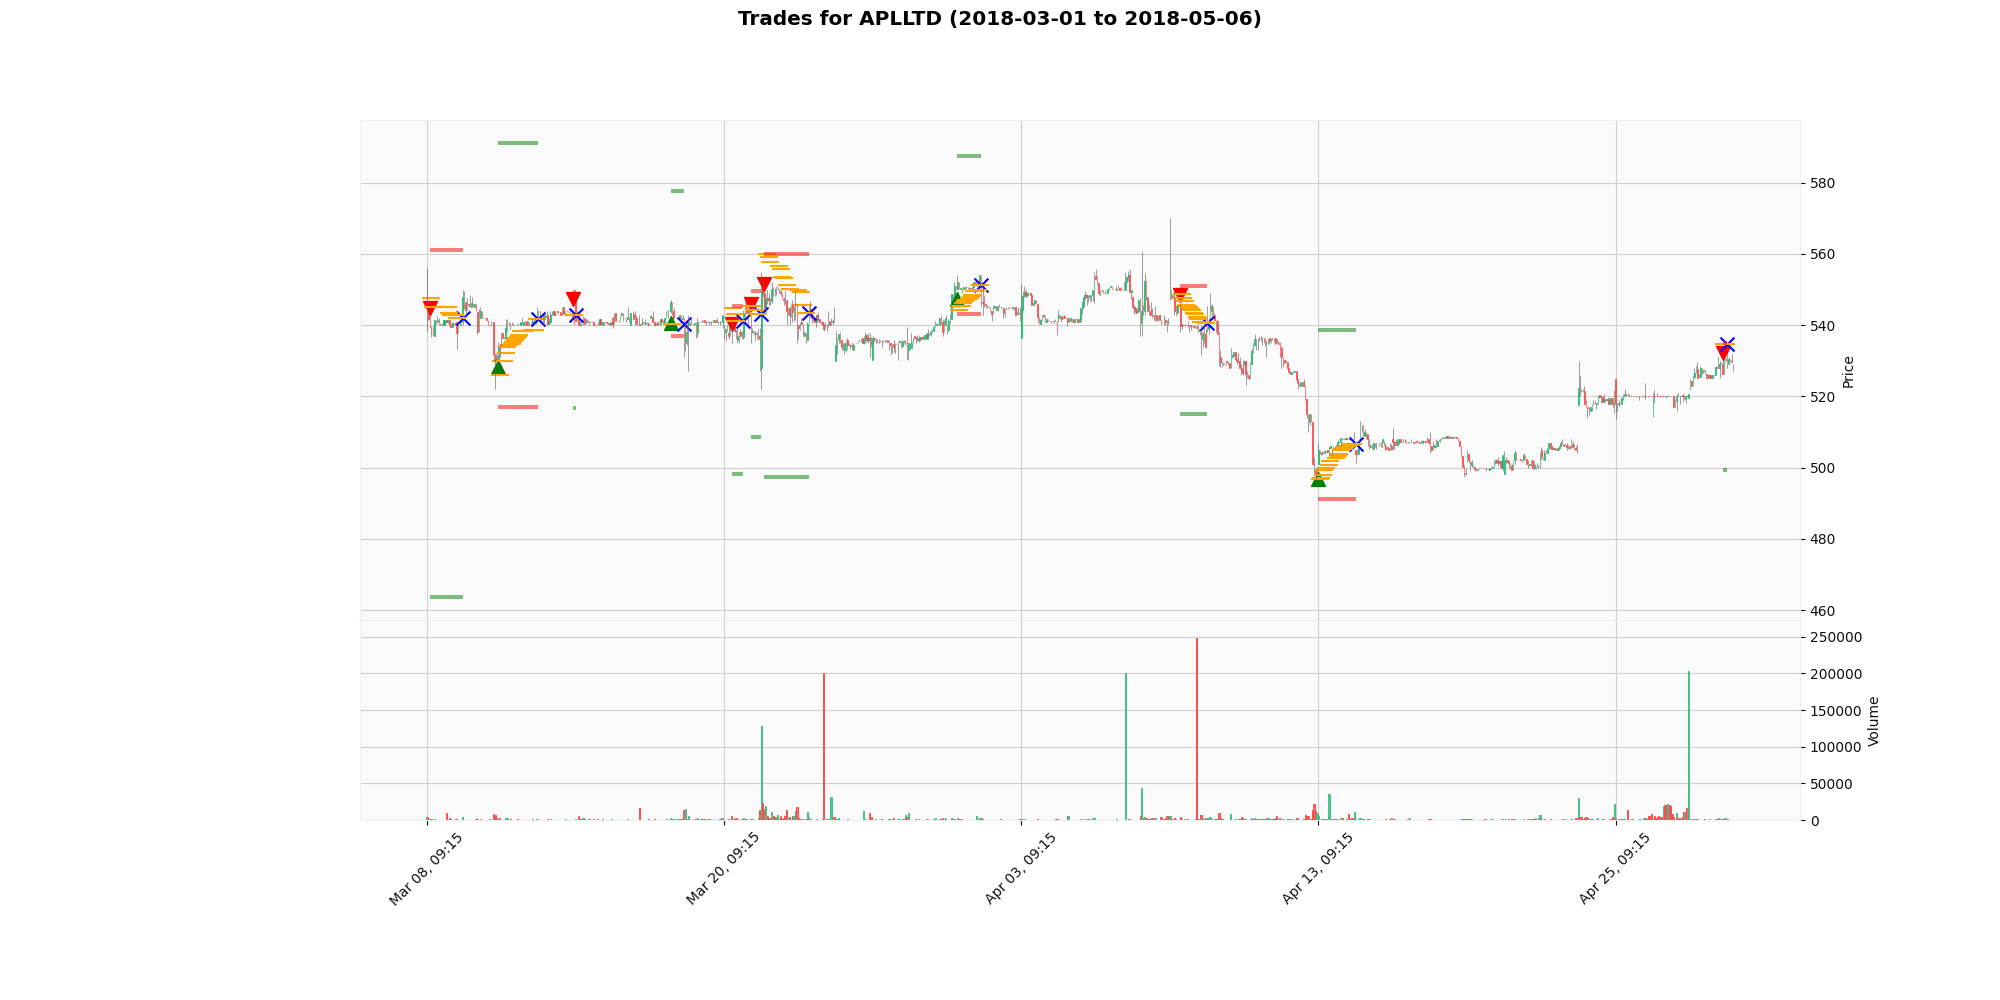 Trades for APLLTD (2018-03-01 to 2018-05-06)
580
560
540
520
500
480
460
Price
250000
200000
150000
100000
50000
0
Volume
Mar 08, 09:15
Mar 20, 09:15
Apr 03, 09:15
Apr 13, 09:15
Apr 25, 09:15